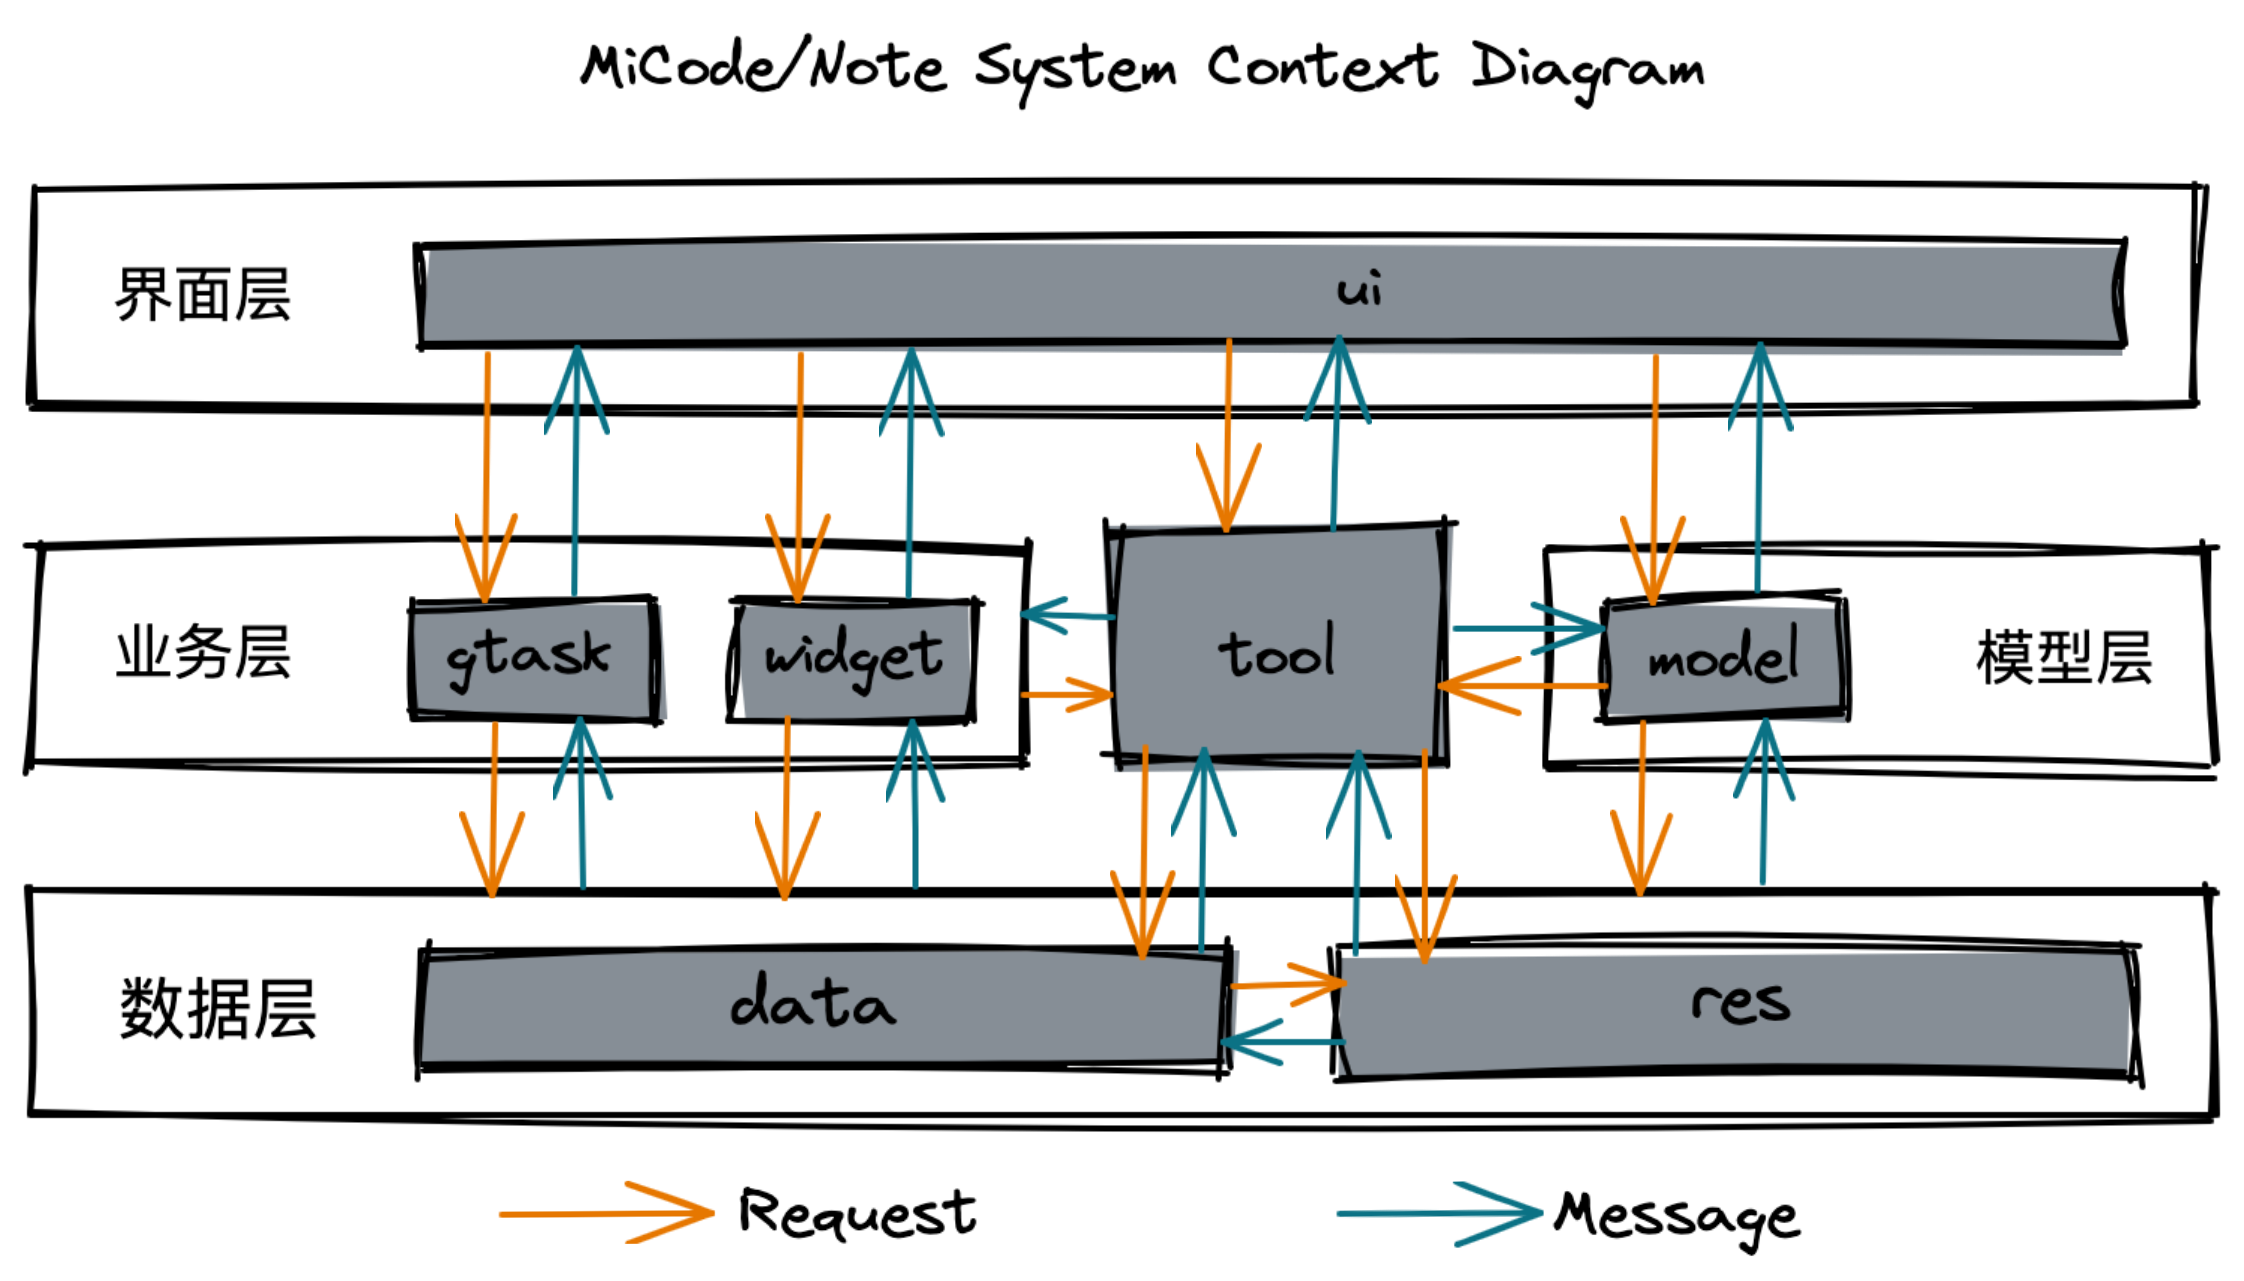 MiCode/Note System Context Diagram
界面层
ui
业务层
gtask
widget
tool
model
模型层
数据层
data
res
Request
Message